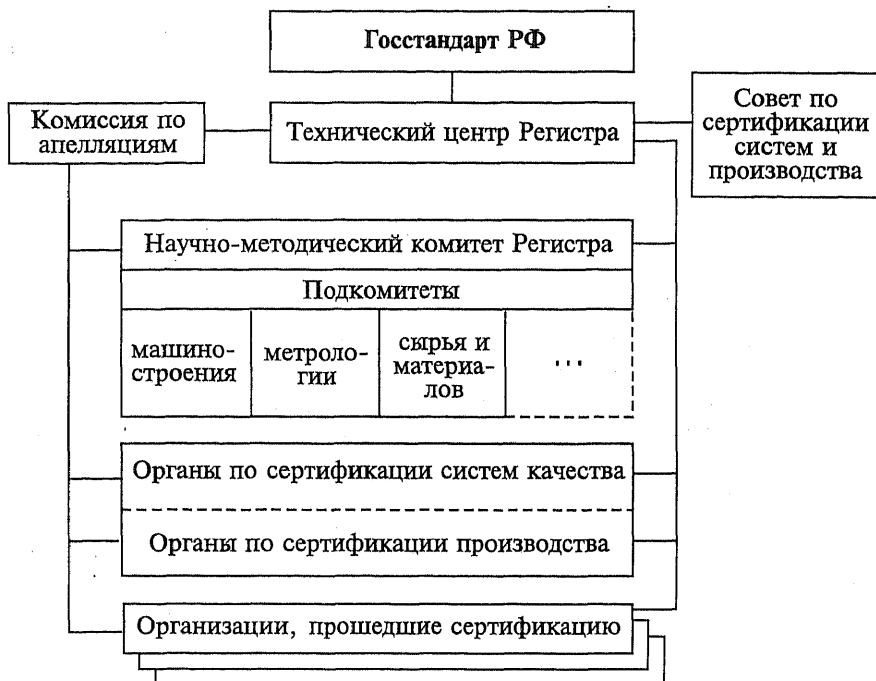 Госстандарт РФ
Комиссия по
апелляциям
Технический центр Регистра
Совет по
сертификации
систем и
производства
Научно-методический комитет Регистра
Подкомитеты
машино-
строения
метроло-
гии
сырья и
материа-
лов
...
Органы по сертификации систем качества
Органы по сертификации производства
Организации, прошедшие сертификацию